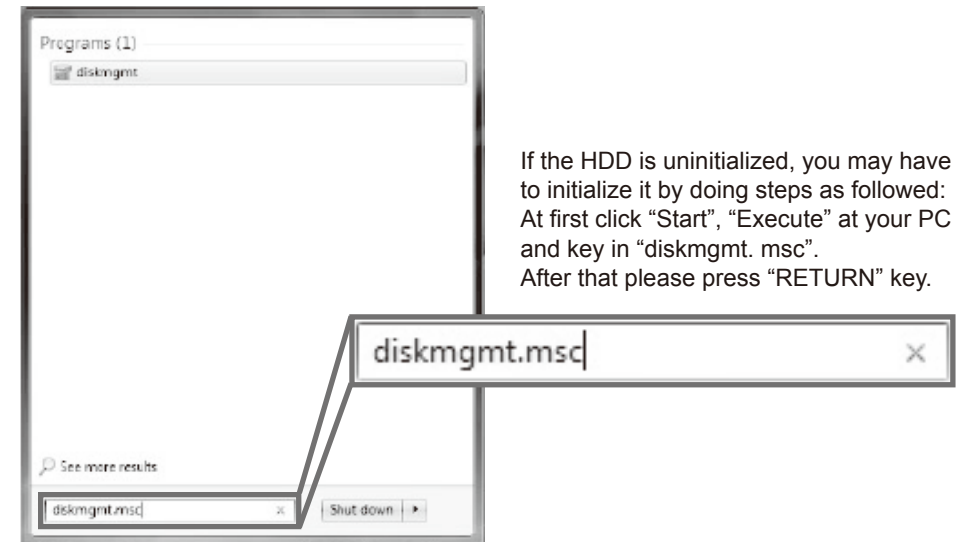 Programs (1)
diskmgmt
If the HDD is uninitialized, you may have
to initialize it by doing steps as followed:
At first click “Start”, “Execute” at your PC
and key in “diskmgmt. msc”.
After that please press “RETURN” key.
diskmgmt.msc ×
See more results
diskmgmt.msc × Shut down